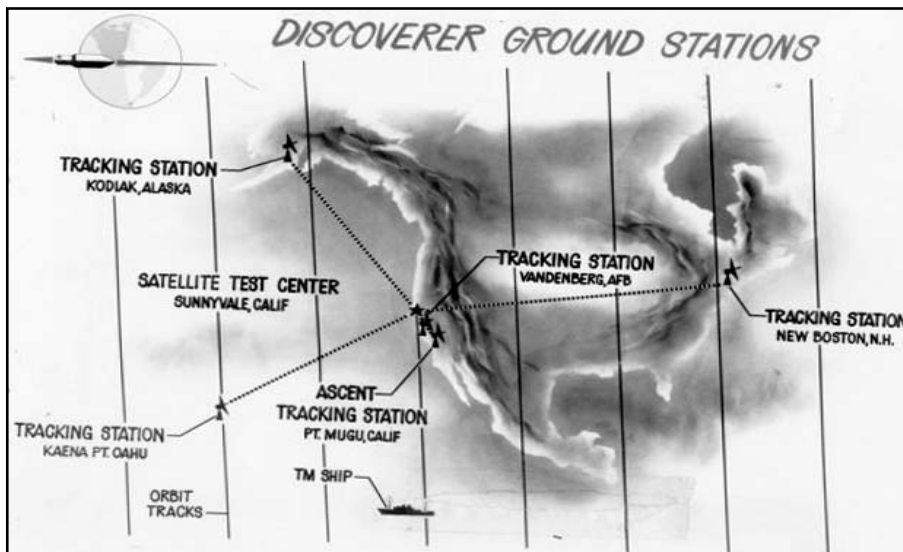 DISCOVERER GROUND STATIONS
TRACKING STATION
KODIAK, ALASKA
SATELLITE TEST CENTER
SUNNYVALE, CALIF
TRACKING STATION
VANDENBERG, AFB
TRACKING STATION
NEW BOSTON, N.H.
ASCENT
TRACKING STATION
PT. MUGU, CALIF
TRACKING STATION
KAENA PT. OAHU
TM SHIP
ORBIT
TRACKS